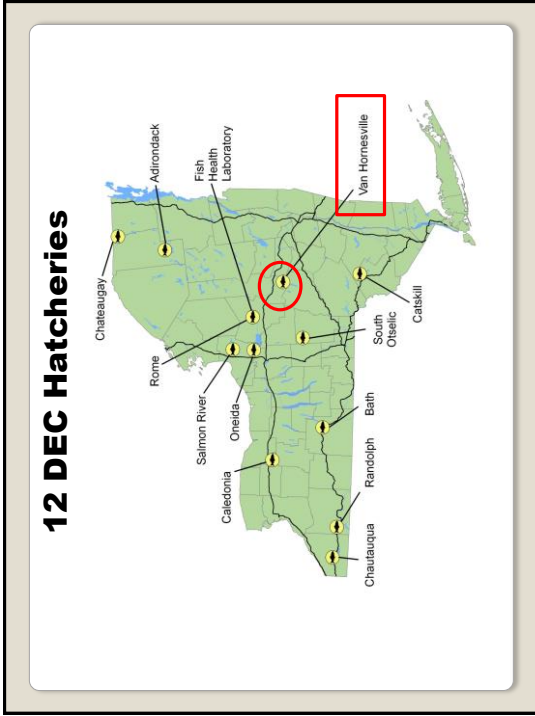 12 DEC Hatcheries
Chateaugay
Adirondack
Rome
Fish
Health
Laboratory
Salmon River
Oneida
Caledonia
Van Hornesville
South
Otselic
Catskill
Bath
Randolph
Chautauqua